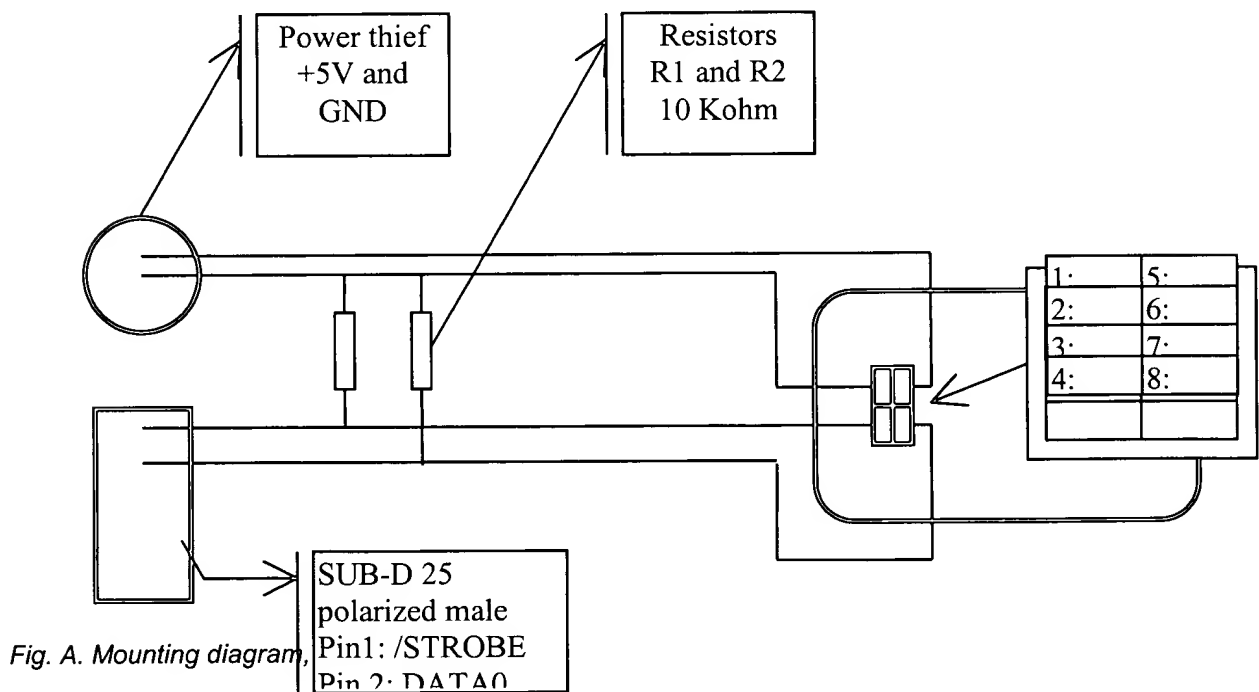 Power thief
+5V and
GND
Resistors
R1 and R2
10 Kohm
1:
5:
2:
6:
3:
7:
4:
8:
SUB-D 25
polarized male
Pin1: /STROBE
Pin 2: DATA0
Fig. A. Mounting diagram,